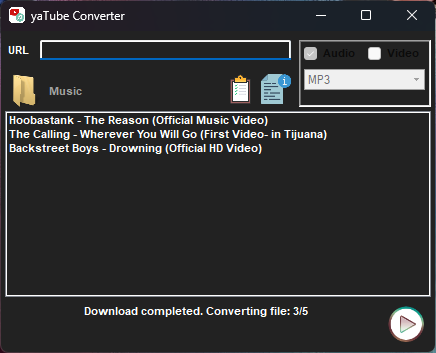 yaTube Converter
URL
Audio
Video
MP3
Music
Hoobastank - The Reason (Official Music Video)
The Calling - Wherever You Will Go (First Video- in Tijuana)
Backstreet Boys - Drowning (Official HD Video)
Download completed. Converting file: 3/5